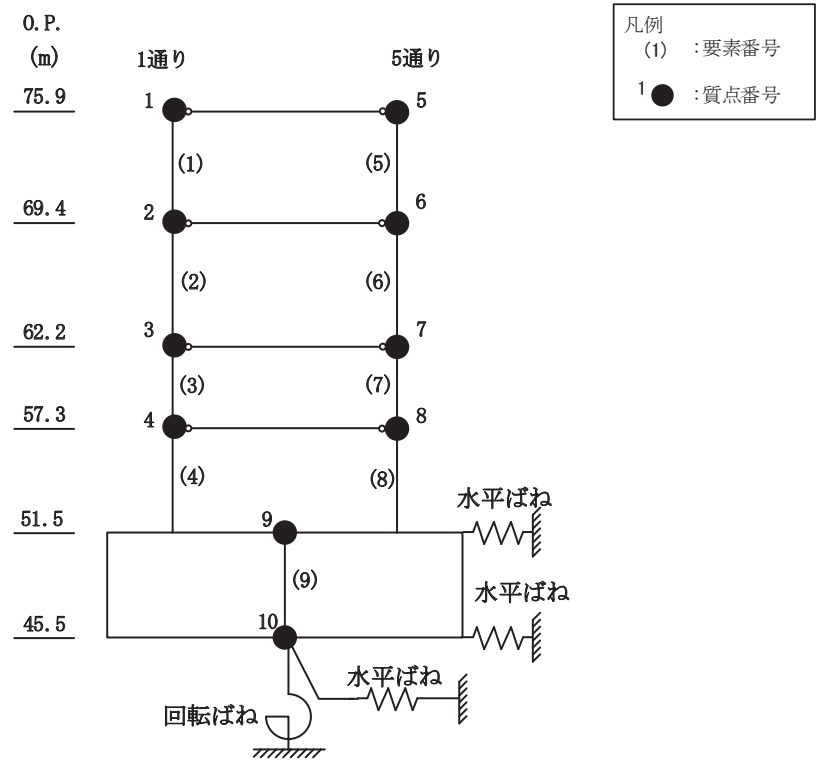 O.P.
(m)
1通り
5通り
凡例
(1) :要素番号
1 :質点番号
75.9
1
5
(1)
(5)
69.4
2
6
(2)
(6)
62.2
3
7
(3)
(7)
57.3
4
8
(4)
(8)
水平ばね
51.5
9
(9)
水平ばね
45.5
10
水平ばね
回転ばね